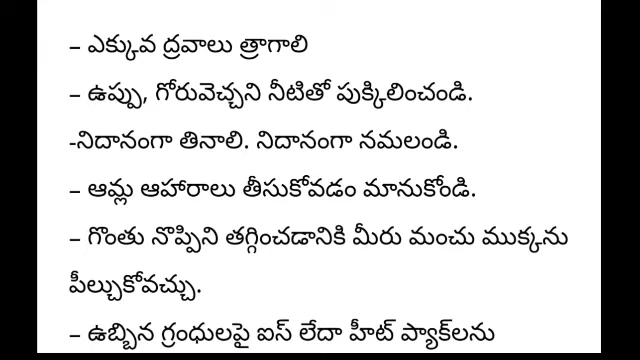 – ఎక్కువ ద్రవాలు త్రాగాలి
– ఉప్పు, గోరువెచ్చని నీటితో పుక్కిలించండి.
-నిదానంగా తినాలి. నిదానంగా నమలండి.
– ఆమ్ల ఆహారాలు తీసుకోవడం మానుకోండి.
– గొంతు నొప్పిని తగ్గించడానికి మీరు మంచు ముక్కను
పీల్చుకోవచ్చు.
– ఉబ్బిన గ్రంధులపై ఐస్ లేదా హీట్ ప్యాక్‌లను